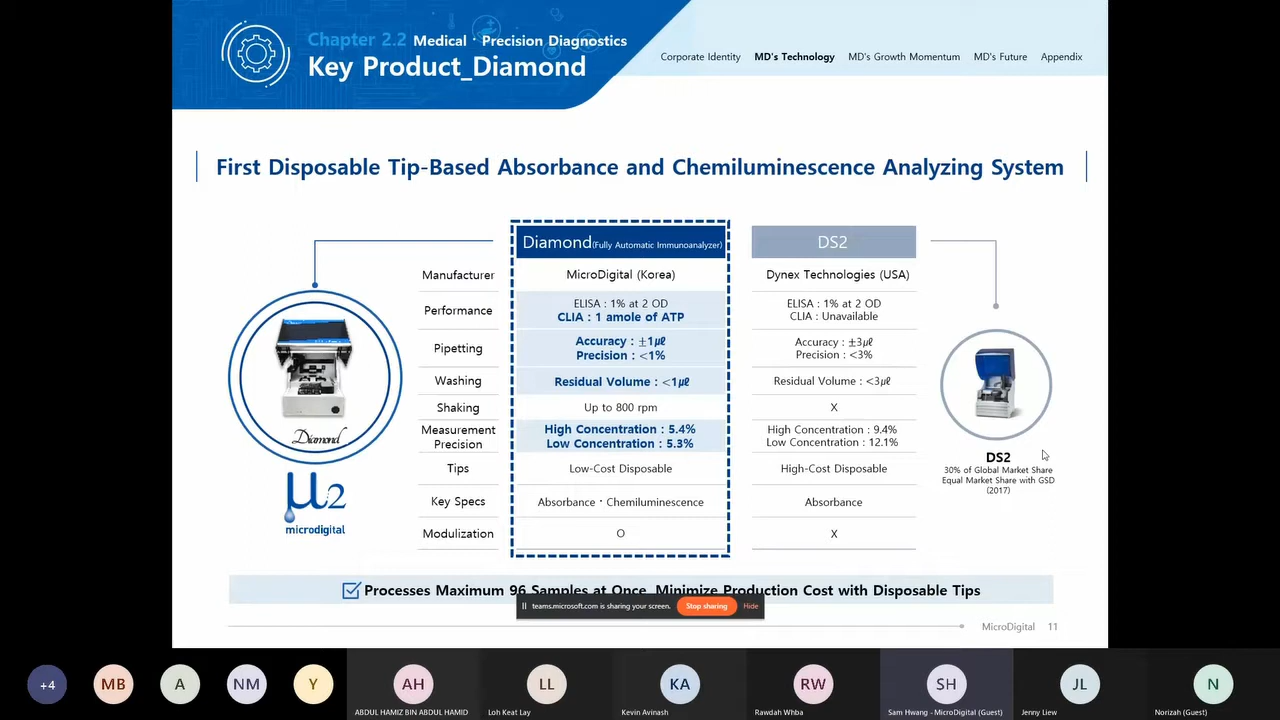 Chapter 2.2 Medical · Precision Diagnostics
Key Product_Diamond
Corporate Identity MD's Technology MD's Growth Momentum MD's Future Appendix
First Disposable Tip-Based Absorbance and Chemiluminescence Analyzing System
Diamond(Fully Automatic Immunoanalyzer) DS2
Manufacturer MicroDigital (Korea) Dynex Technologies (USA)
Performance
ELISA : 1% at 2 OD
CLIA : 1 amole of ATP
ELISA : 1% at 2 OD
CLIA : Unavailable
Pipetting
Accuracy : ±1㎕
Precision : <1%
Accuracy : ±3㎕
Precision : <3%
Washing Residual Volume : <1㎕ Residual Volume : <3㎕
Shaking Up to 800 rpm X
Measurement
Precision
High Concentration : 5.4%
Low Concentration : 5.3%
High Concentration : 9.4%
Low Concentration : 12.1%
Tips Low-Cost Disposable High-Cost Disposable
Key Specs Absorbance · Chemiluminescence Absorbance
Modulization O X
Diamond
μ2
microdigital
DS2
30% of Global Market Share
Equal Market Share with GSD
(2017)
Processes Maximum 96 Samples at Once, Minimize Production Cost with Disposable Tips
teams.microsoft.com is sharing your screen. Stop sharing Hide
MicroDigital 11
+4 MB A NM Y AH LL KA RW SH JL N
ABDUL HAMIZ BIN ABDUL HAMID Loh Keat Lay Kevin Avinash Rawdah Whba Sam Hwang - MicroDigital (Guest) Jenny Liew Norizah (Guest)